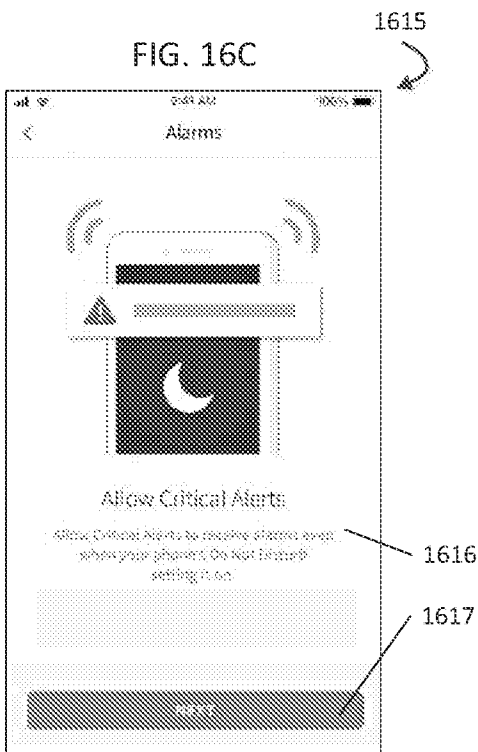 1615
FIG. 16C
9:41 AM 100%
<
Alarms
Allow Critical Alerts
Allow Critical Alerts to receive alarms even
when your phone's Do Not Disturb
setting is on
1616
1617
NEXT